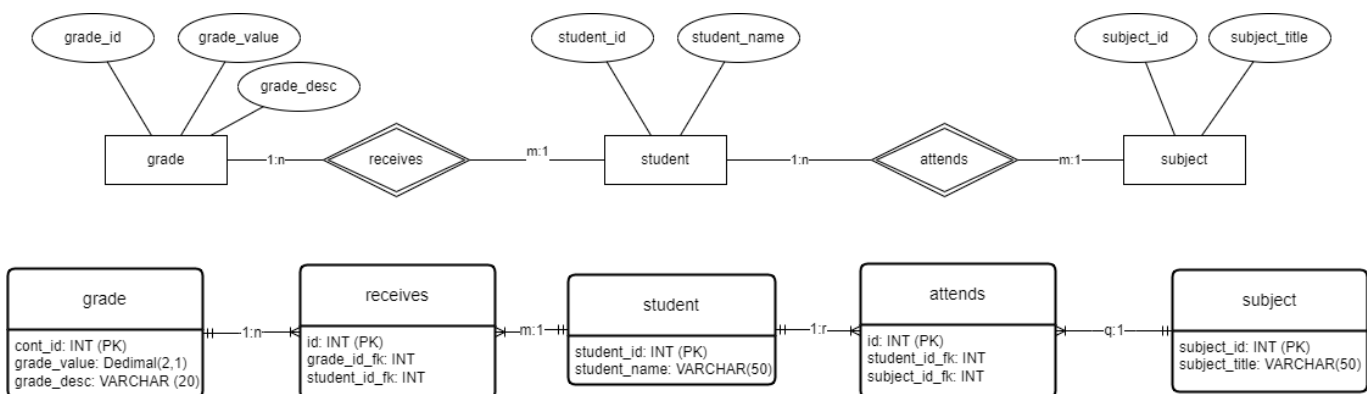 grade_id
grade_value
grade_desc
student_id
student_name
subject_id
subject_title
grade
1:n
receives
m:1
student
1:n
attends
m:1
subject
grade
cont_id: INT (PK)
grade_value: Dedimal(2,1)
grade_desc: VARCHAR (20)
1:n
receives
id: INT (PK)
grade_id_fk: INT
student_id_fk: INT
m:1
student
student_id: INT (PK)
student_name: VARCHAR(50)
1:r
attends
id: INT (PK)
student_id_fk: INT
subject_id_fk: INT
q:1
subject
subject_id: INT (PK)
subject_title: VARCHAR(50)